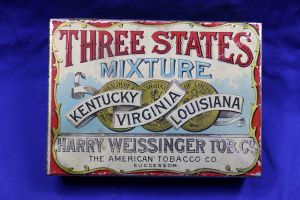 THREE STATES
MIXTURE
KENTUCKY
VIRGINIA
LOUISIANA
HARRY WEISSINGER TOB. CO.
THE AMERICAN TOBACCO CO.
SUCCESSOR.